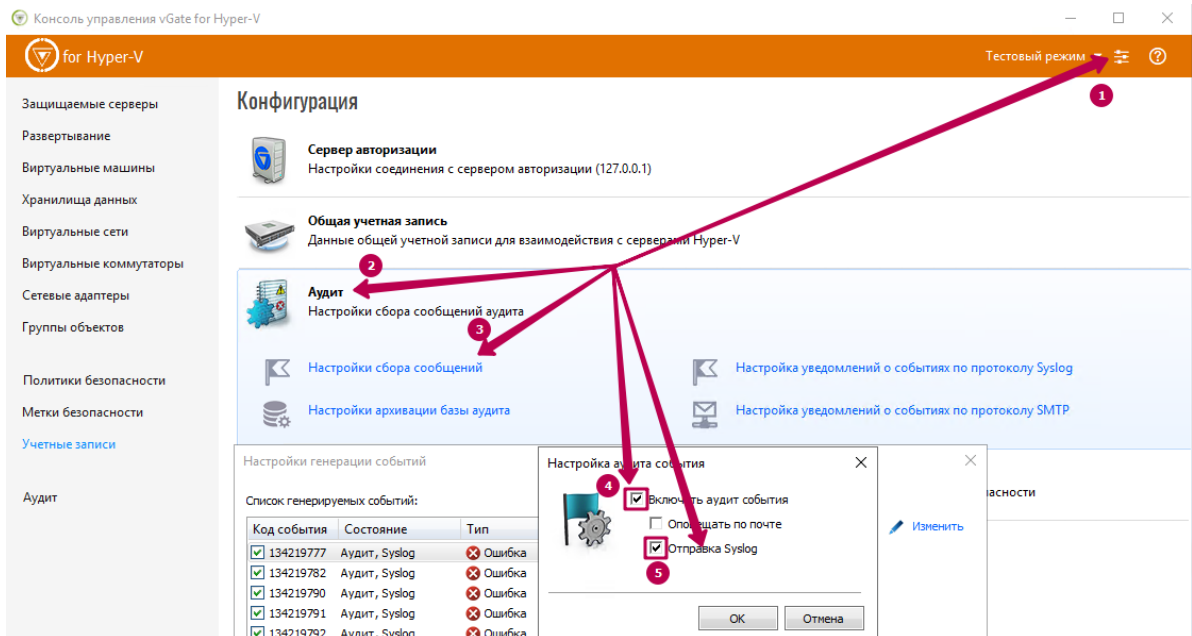 Консоль управления vGate for Hyper-V
for Hyper-V
Тестовый режим
1
Защищаемые серверы
Развертывание
Виртуальные машины
Хранилища данных
Виртуальные сети
Виртуальные коммутаторы
Сетевые адаптеры
Группы объектов
Политики безопасности
Метки безопасности
Учетные записи
Аудит
Конфигурация
Сервер авторизации
Настройки соединения с сервером авторизации (127.0.0.1)
Общая учетная запись
Данные общей учетной записи для взаимодействия с серверами Hyper-V
2
Аудит
Настройки сбора сообщений аудита
3
Настройки сбора сообщений
Настройка уведомлений о событиях по протоколу Syslog
Настройки архивации базы аудита
Настройка уведомлений о событиях по протоколу SMTP
Настройки генерации событий
Список генерируемых событий:
Код события Состояние Тип
134219777 Аудит, Syslog Ошибка
134219782 Аудит, Syslog Ошибка
134219790 Аудит, Syslog Ошибка
134219791 Аудит, Syslog Ошибка
134219792 Аудит, Syslog Ошибка
Настройка аудита события
4
Включать аудит события
Оповещать по почте
Отправка Syslog
5
OK Отмена
Изменить